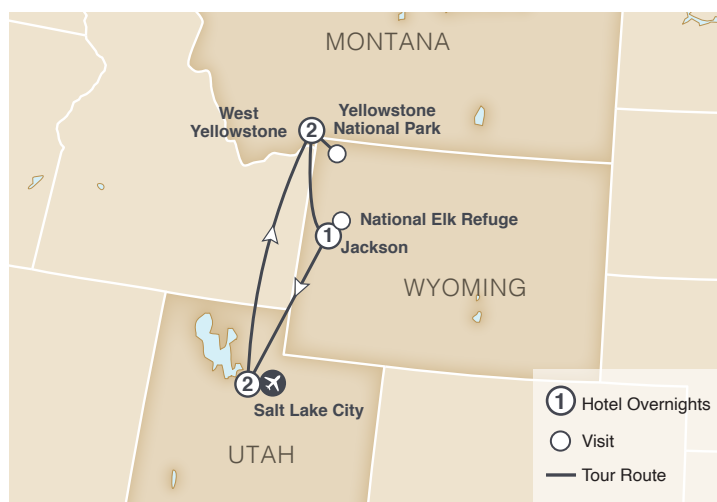 MONTANA
West
Yellowstone
2
Yellowstone
National Park
National Elk Refuge
1
Jackson
WYOMING
2
Salt Lake City
UTAH
1 Hotel Overnights
Visit
Tour Route